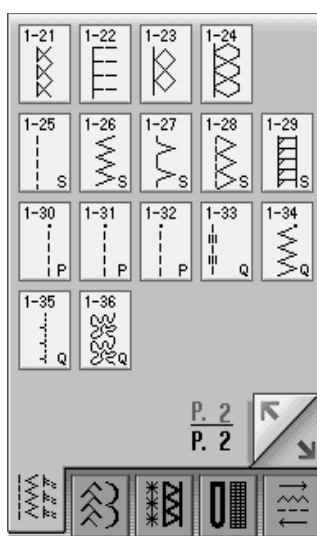 1-21 1-22 1-23 1-24
1-25 1-26 1-27 1-28 1-29
S S S S S
1-30 1-31 1-32 1-33 1-34
P P P Q Q
1-35 1-36
Q Q
P. 2
P. 2